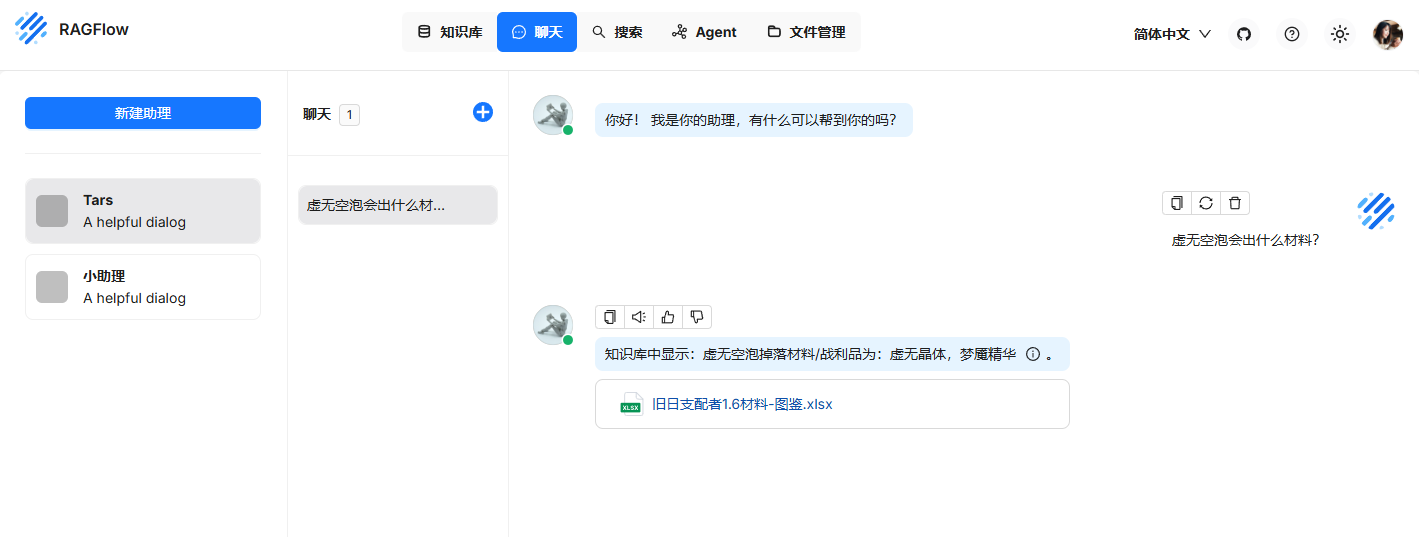 RAGFlow
知识库
聊天
搜索
Agent
文件管理
简体中文
新建助理
Tars
A helpful dialog
小助理
A helpful dialog
聊天 1
虚无空泡会出什么材...
你好！ 我是你的助理，有什么可以帮到你的吗？
虚无空泡会出什么材料？
知识库中显示：虚无空泡掉落材料/战利品为：虚无晶体，梦魇精华 。
XLSX
旧日支配者1.6材料-图鉴.xlsx